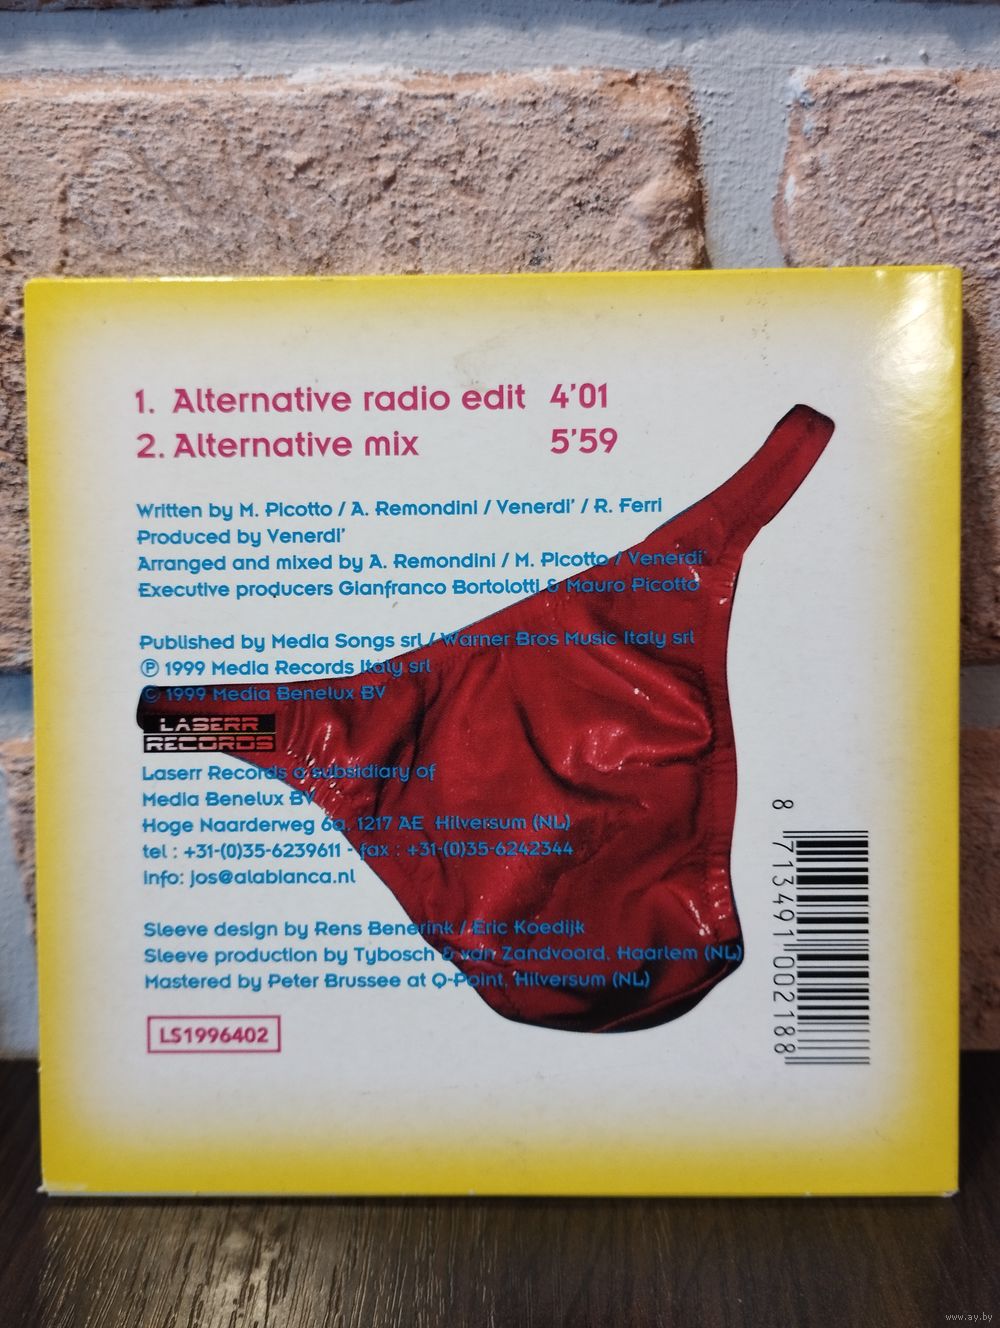 1. Alternative radio edit 4'01
2. Alternative mix 5'59
Written by M. Picotto / A. Remondini / Venerdi' / R. Ferri
Produced by Venerdi'
Arranged and mixed by A. Remondini / M. Picotto / Venerdi'
Executive producers Gianfranco Bortolotti & Mauro Picotto
Published by Media Songs srl / Warner Bros Music Italy srl
℗ 1999 Media Records Italy srl
© 1999 Media Benelux BV
LASERR
RECORDS
Laserr Records a subsidiary of
Media Benelux BV
Hoge Naarderweg 6a, 1217 AE Hilversum (NL)
tel : +31-(0)35-6239611 - fax : +31-(0)35-6242344
info: jos@alabianca.nl
Sleeve design by Rens Benerink / Eric Koedijk
Sleeve production by Tybosch & van Zandvoord, Haarlem (NL)
Mastered by Peter Brussee at Q-Point, Hilversum (NL)
LS1996402
8 713491 002188
www.ay.by